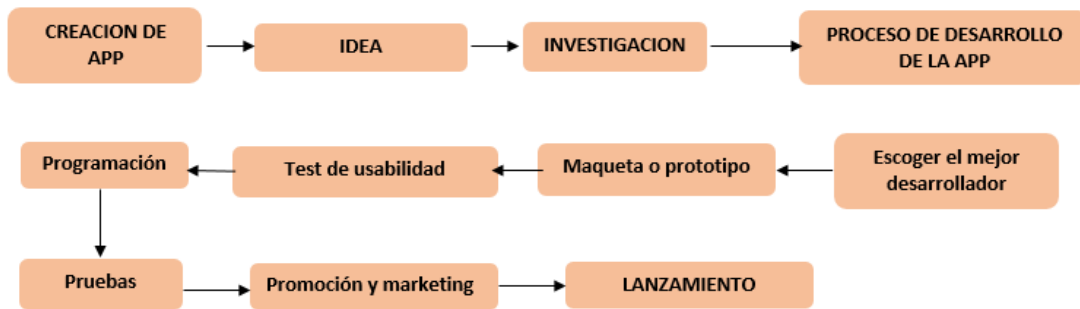 CREACION DE
APP
IDEA
INVESTIGACION
PROCESO DE DESARROLLO
DE LA APP
Escoger el mejor
desarrollador
Maqueta o prototipo
Test de usabilidad
Programación
Pruebas
Promoción y marketing
LANZAMIENTO